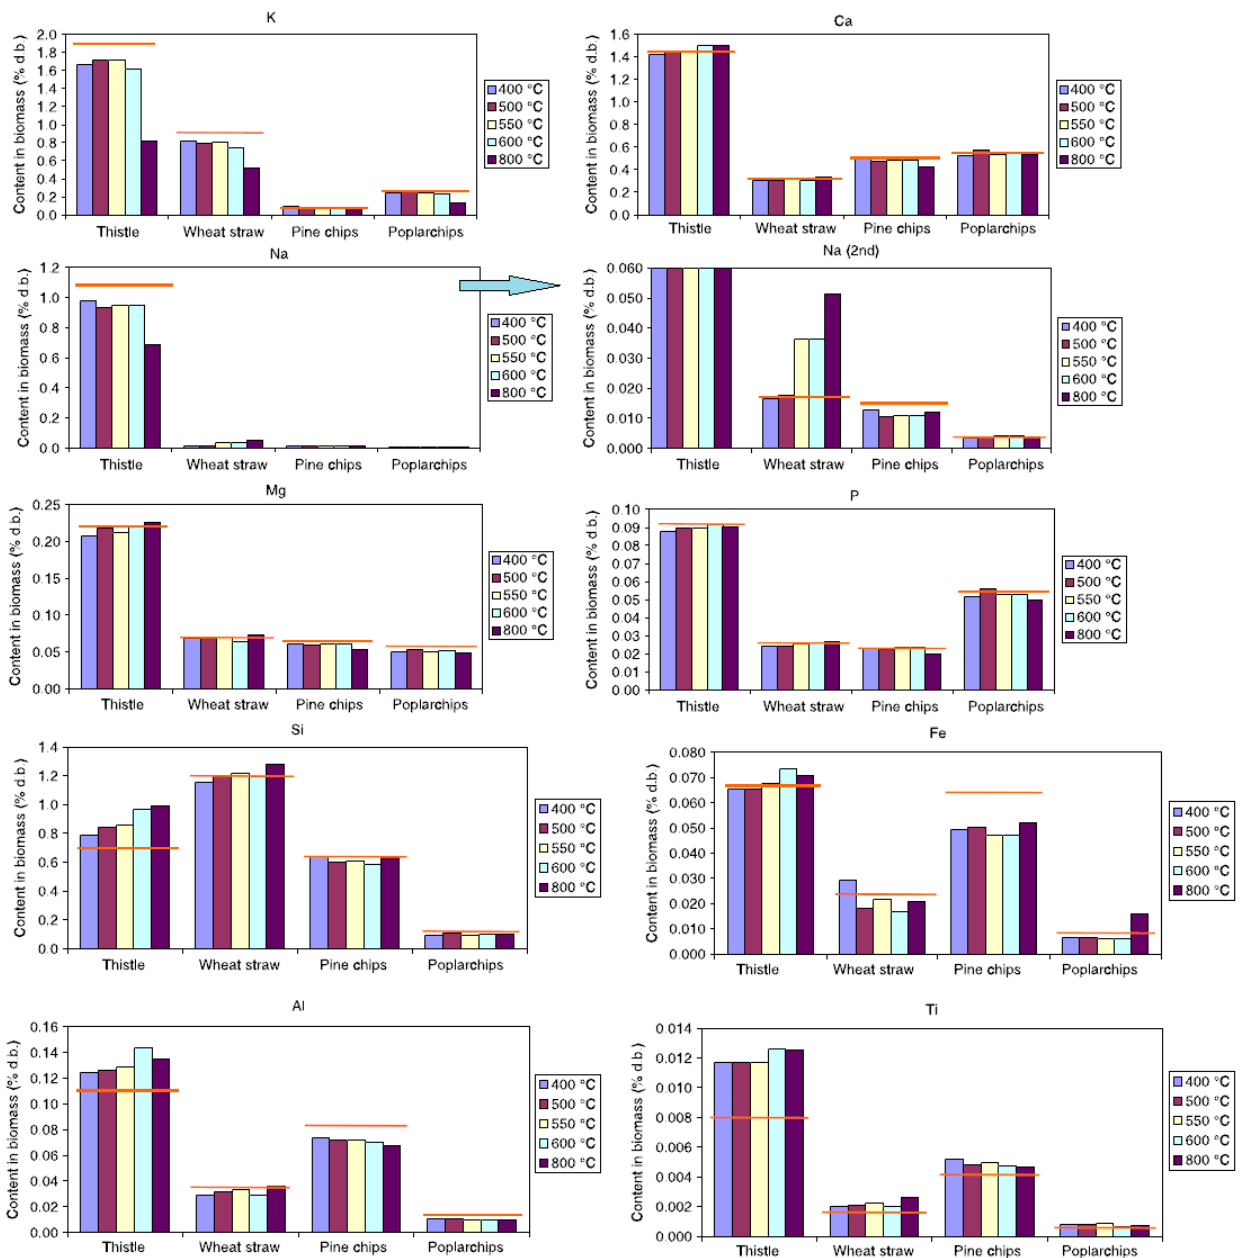 K
Content in biomass (% d.b.)
2.0
1.8
1.6
1.4
1.2
1.0
0.8
0.6
0.4
0.2
0.0
Thistle Wheat straw Pine chips Poplarchips
400 °C
500 °C
550 °C
600 °C
800 °C
Ca
Content in biomass (% d.b.)
1.6
1.4
1.2
1.0
0.8
0.6
0.4
0.2
0.0
Thistle Wheat straw Pine chips Poplarchips
400 °C
500 °C
550 °C
600 °C
800 °C
Na
Content in biomass (% d.b.)
1.2
1.0
0.8
0.6
0.4
0.2
0.0
Thistle Wheat straw Pine chips Poplarchips
400 °C
500 °C
550 °C
600 °C
800 °C
Na (2nd)
Content in biomass (% d.b.)
0.060
0.050
0.040
0.030
0.020
0.010
0.000
Thistle Wheat straw Pine chips Poplarchips
400 °C
500 °C
550 °C
600 °C
800 °C
Mg
Content in biomass (% d.b.)
0.25
0.20
0.15
0.10
0.05
0.00
Thistle Wheat straw Pine chips Poplarchips
400 °C
500 °C
550 °C
600 °C
800 °C
P
Content in biomass (% d.b.)
0.10
0.09
0.08
0.07
0.06
0.05
0.04
0.03
0.02
0.01
0.00
Thistle Wheat straw Pine chips Poplarchips
400 °C
500 °C
550 °C
600 °C
800 °C
Si
Content in biomass (% d.b.)
1.4
1.2
1.0
0.8
0.6
0.4
0.2
0.0
Thistle Wheat straw Pine chips Poplarchips
400 °C
500 °C
550 °C
600 °C
800 °C
Fe
Content in biomass (% d.b.)
0.080
0.070
0.060
0.050
0.040
0.030
0.020
0.010
0.000
Thistle Wheat straw Pine chips Poplarchips
400 °C
500 °C
550 °C
600 °C
800 °C
Al
Content in biomass (% d.b.)
0.16
0.14
0.12
0.10
0.08
0.06
0.04
0.02
0.00
Thistle Wheat straw Pine chips Poplarchips
400 °C
500 °C
550 °C
600 °C
800 °C
Ti
Content in biomass (% d.b.)
0.014
0.012
0.010
0.008
0.006
0.004
0.002
0.000
Thistle Wheat straw Pine chips Poplarchips
400 °C
500 °C
550 °C
600 °C
800 °C